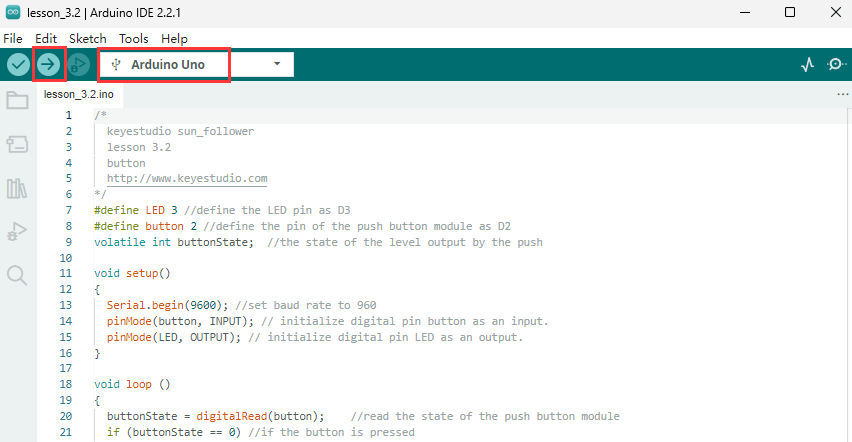 lesson_3.2 | Arduino IDE 2.2.1
File Edit Sketch Tools Help
Arduino Uno
lesson_3.2.ino
1 /*
2 keyestudio sun_follower
3 lesson 3.2
4 button
5 http://www.keyestudio.com
6 */
7 #define LED 3 //define the LED pin as D3
8 #define button 2 //define the pin of the push button module as D2
9 volatile int buttonState; //the state of the level output by the push
10
11 void setup()
12 {
13 Serial.begin(9600); //set baud rate to 960
14 pinMode(button, INPUT); // initialize digital pin button as an input.
15 pinMode(LED, OUTPUT); // initialize digital pin LED as an output.
16 }
17
18 void loop ()
19 {
20 buttonState = digitalRead(button); //read the state of the push button module
21 if (buttonState == 0) //if the button is pressed